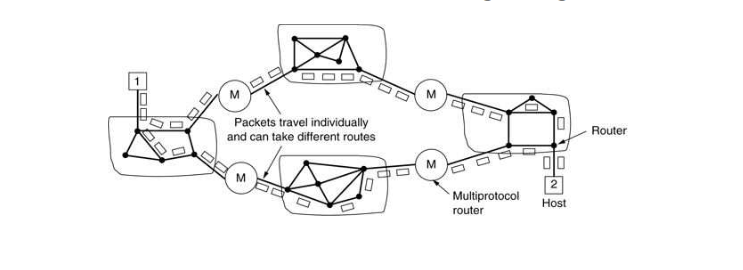 1
M
M
Packets travel individually
and can take different routes
Router
M
M
Multiprotocol
router
2
Host